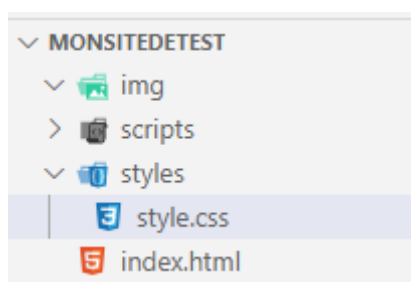 MONSITEDETEST
img
scripts
styles
style.css
index.html